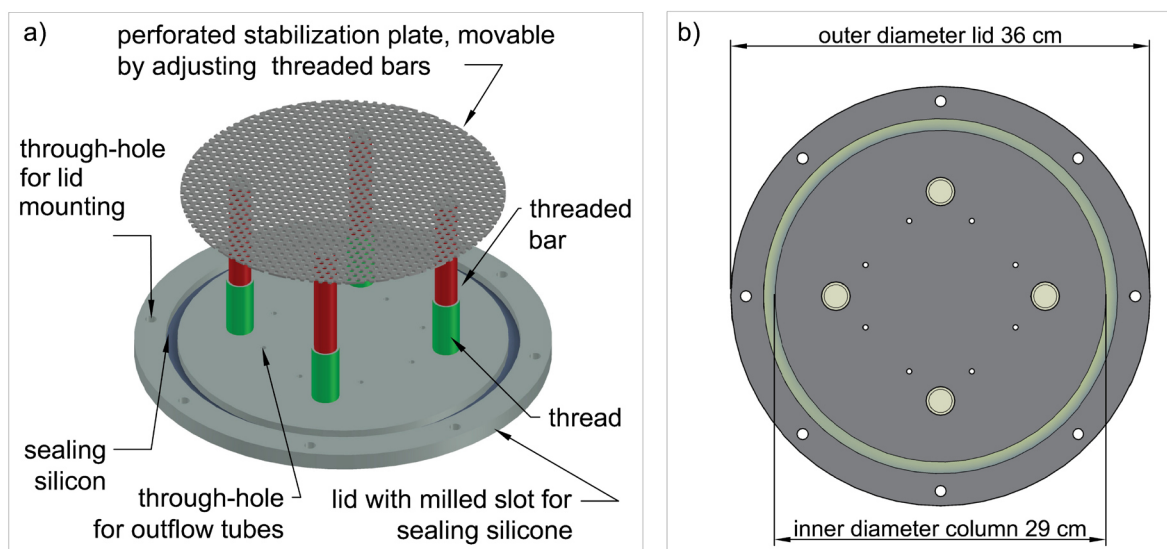 a)
perforated stabilization plate, movable
by adjusting threaded bars
through-hole
for lid
mounting
threaded
bar
thread
sealing
silicon
through-hole
for outflow tubes
lid with milled slot for
sealing silicone
b)
outer diameter lid 36 cm
inner diameter column 29 cm